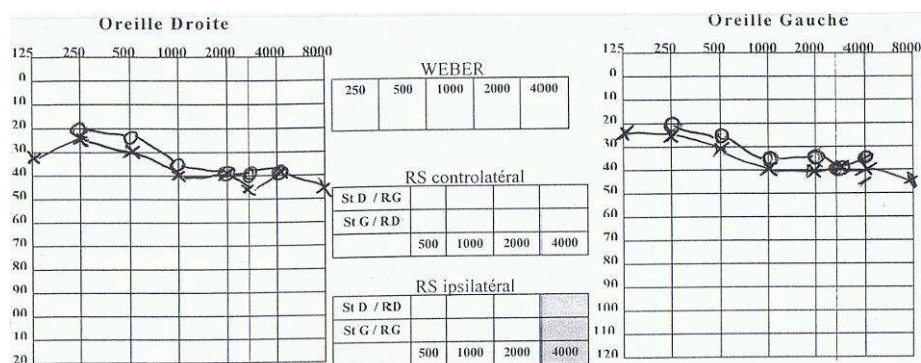 Oreille Droite
125 250 500 1000 2000 4000 8000
0
10
20
30
40
50
60
70
80
90
00
10
20
WEBER
250 500 1000 2000 4000
RS controlatéral
St D / RG
St G / RD
500 1000 2000 4000
RS ipsilatéral
St D / RD
St G / RG
500 1000 2000 4000
Oreille Gauche
125 250 500 1000 2000 4000 8000
0
10
20
30
40
50
60
70
80
90
100
110
120